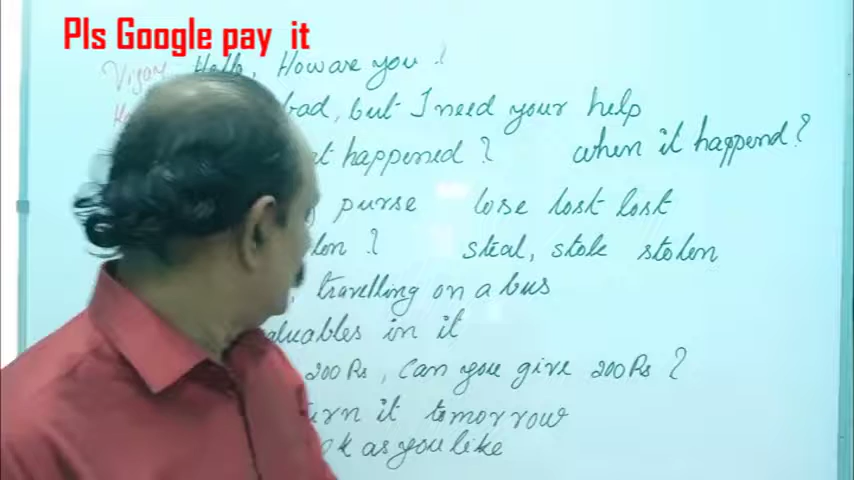 Pls Google pay it
Vijay Hello, How are you ?
bad, but I need your help
happened ? when it happend ?
purse lose lost lost
? steal, stole stolen
travelling on a bus
in it
200 Rs, Can you give 200 Rs ?
it tomorrow
as you like